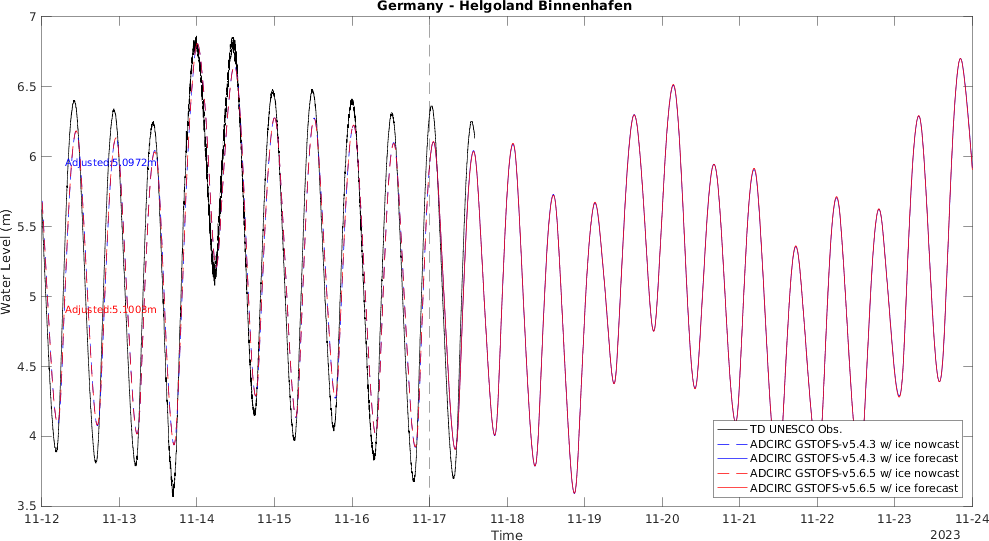 Germany - Helgoland Binnenhafen
7
6.5
6
5.5
5
4.5
4
3.5
Water Level (m)
Adjusted:5.0972m
Adjusted:5.1003m
TD UNESCO Obs.
ADCIRC GSTOFS-v5.4.3 w/ ice nowcast
ADCIRC GSTOFS-v5.4.3 w/ ice forecast
ADCIRC GSTOFS-v5.6.5 w/ ice nowcast
ADCIRC GSTOFS-v5.6.5 w/ ice forecast
11-12 11-13 11-14 11-15 11-16 11-17 11-18 11-19 11-20 11-21 11-22 11-23 11-24
Time
2023